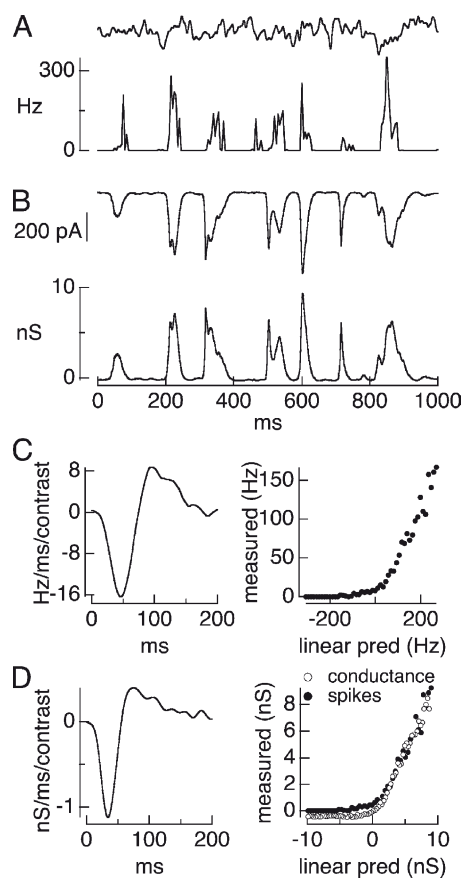 A
300
Hz
0
B
200 pA
10
nS
0
0 200 400 600 800 1000
ms
C
8
0
-8
-16
Hz/ms/contrast
0 100 200
ms
150
100
50
0
measured (Hz)
-200 0 200
linear pred (Hz)
D
0
-1
nS/ms/contrast
0 100 200
ms
conductance
spikes
8
6
4
2
0
measured (nS)
-10 0 10
linear pred (nS)